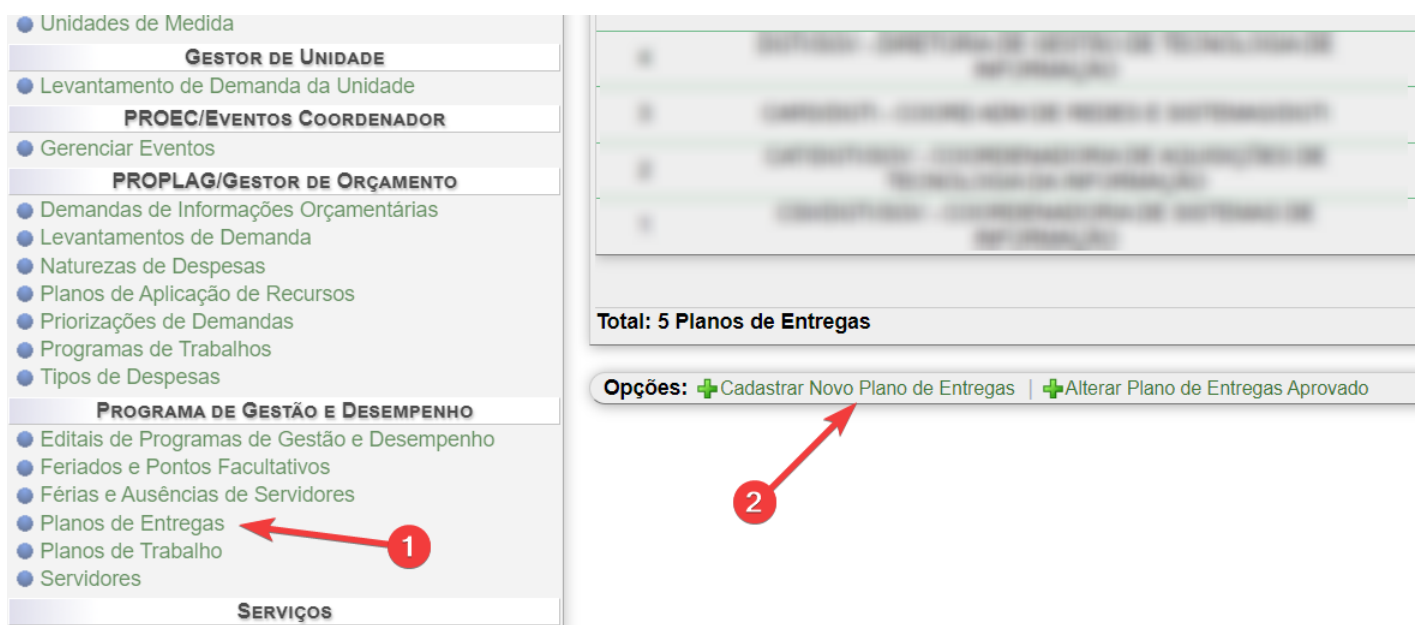 Unidades de Medida
GESTOR DE UNIDADE
Levantamento de Demanda da Unidade
PROEC/EVENTOS COORDENADOR
Gerenciar Eventos
PROPLAG/GESTOR DE ORÇAMENTO
Demandas de Informações Orçamentárias
Levantamentos de Demanda
Naturezas de Despesas
Planos de Aplicação de Recursos
Priorizações de Demandas
Programas de Trabalhos
Tipos de Despesas
PROGRAMA DE GESTÃO E DESEMPENHO
Editais de Programas de Gestão e Desempenho
Feriados e Pontos Facultativos
Férias e Ausências de Servidores
Planos de Entregas
1
Planos de Trabalho
Servidores
SERVIÇOS
Total: 5 Planos de Entregas
Opções: Cadastrar Novo Plano de Entregas | Alterar Plano de Entregas Aprovado
2